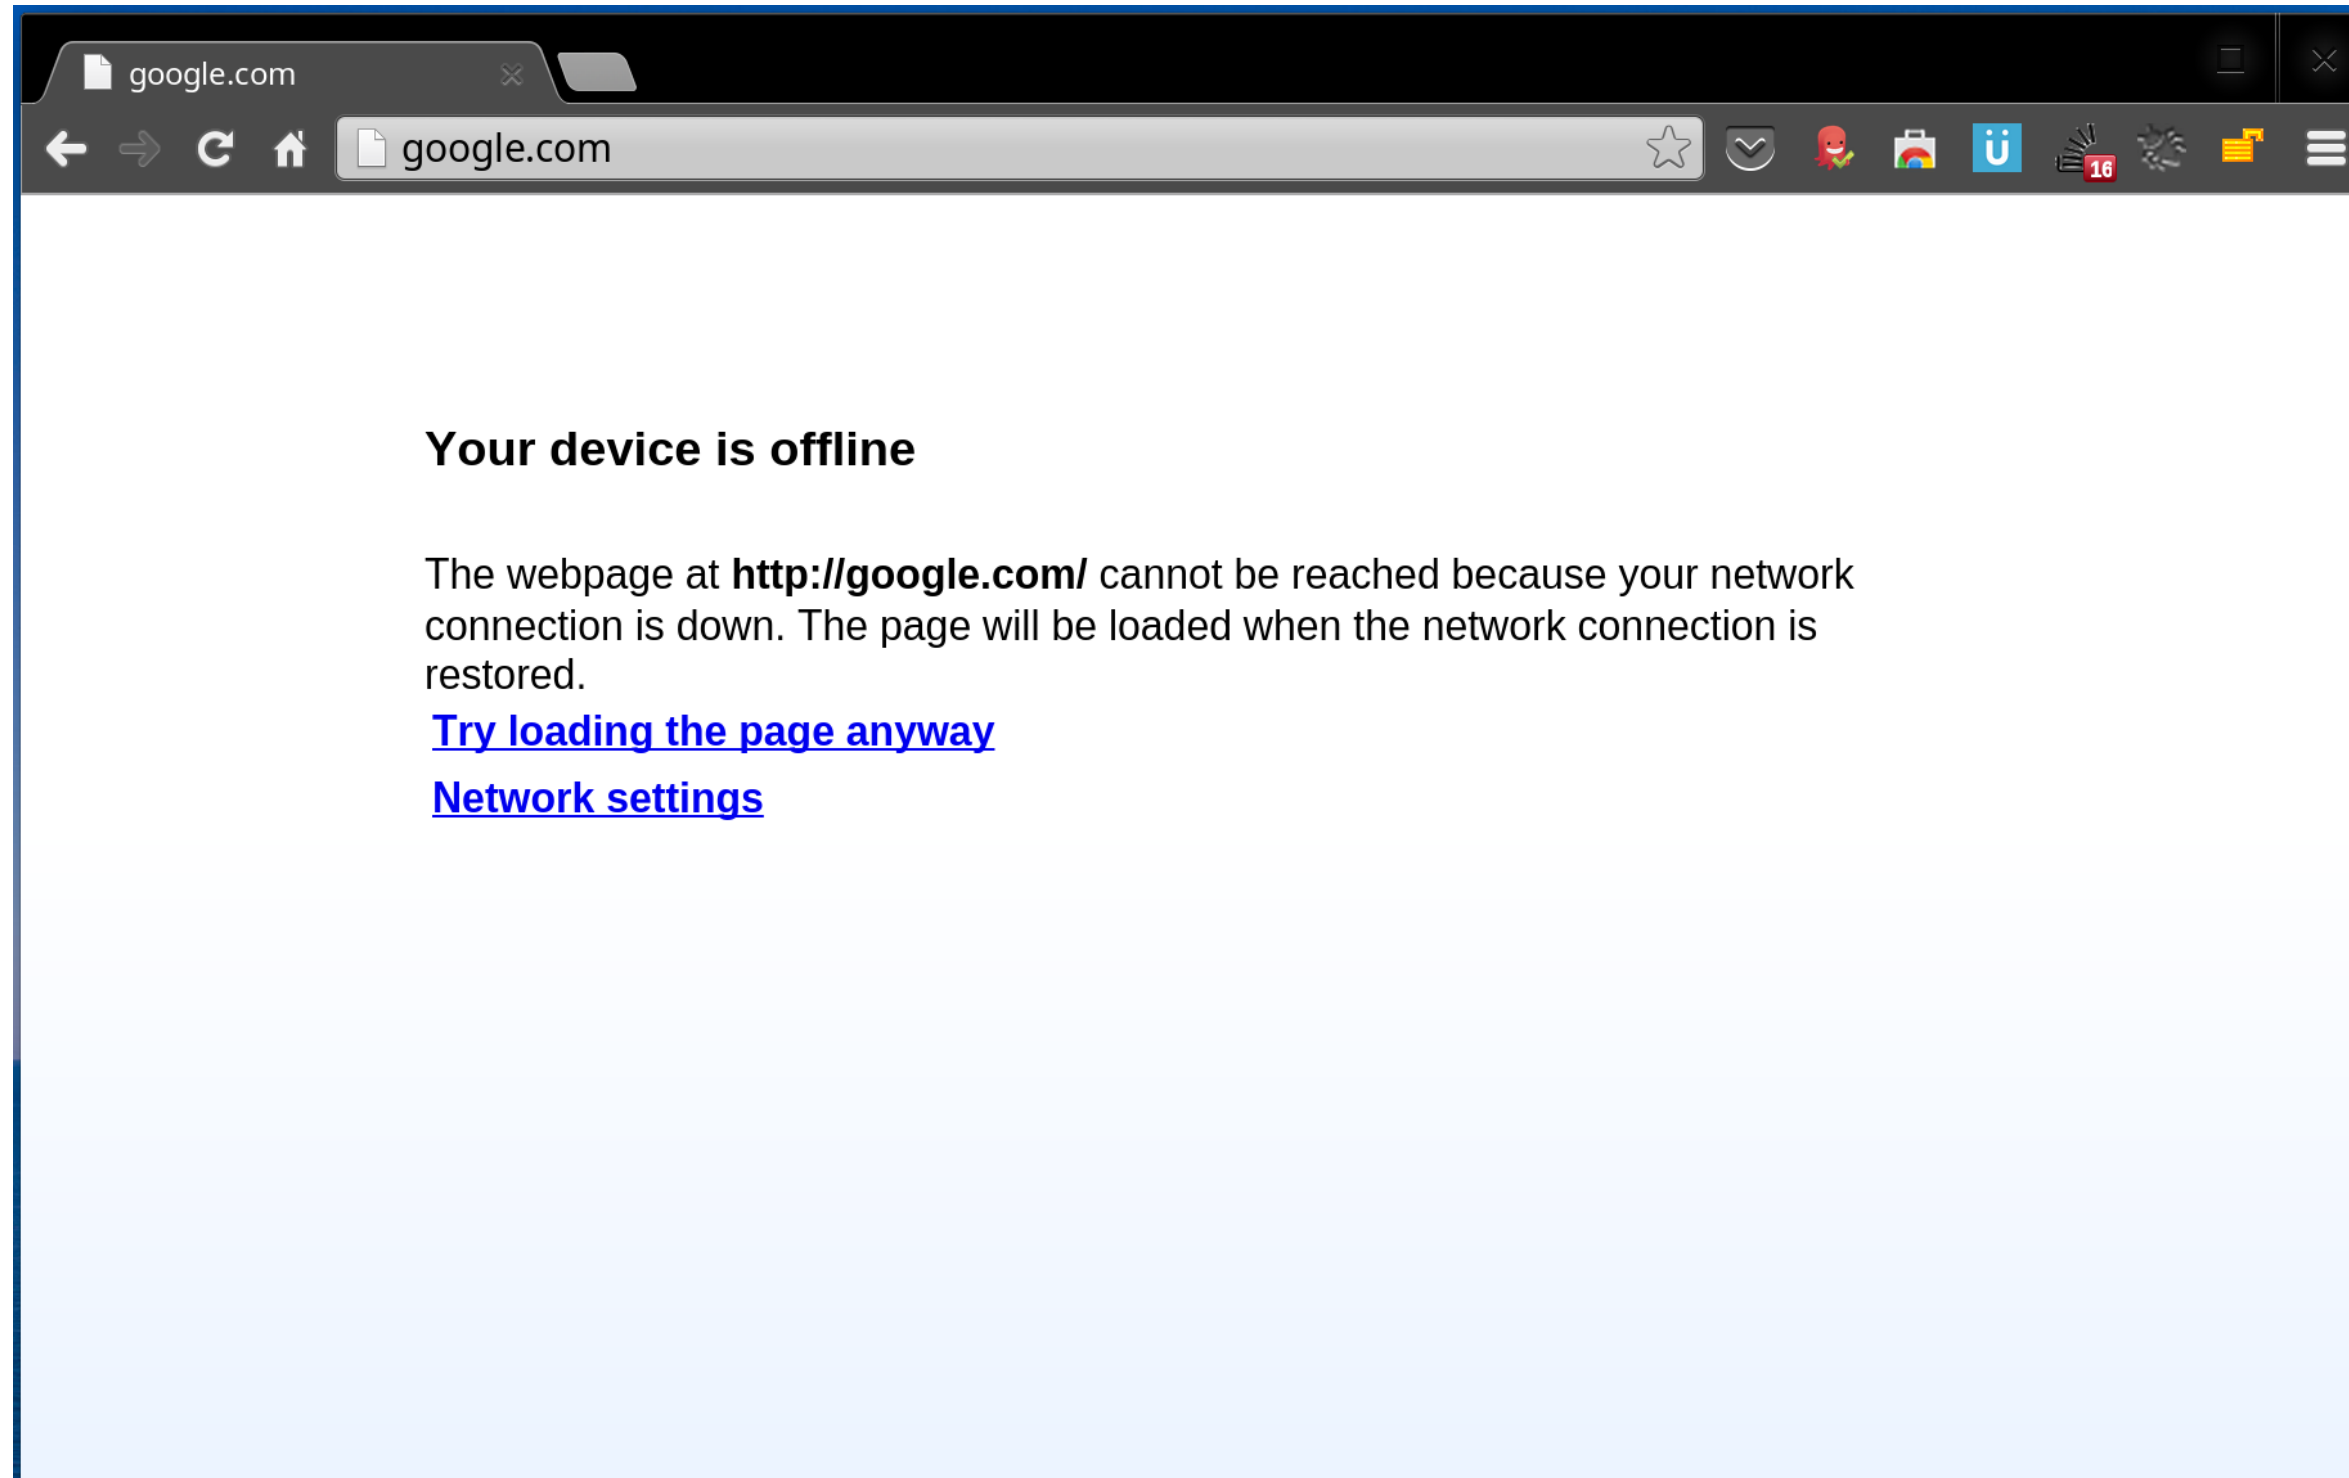 google.com
google.com
Ü
16
Your device is offline
The webpage at http://google.com/ cannot be reached because your network
connection is down. The page will be loaded when the network connection is
restored.
Try loading the page anyway
Network settings